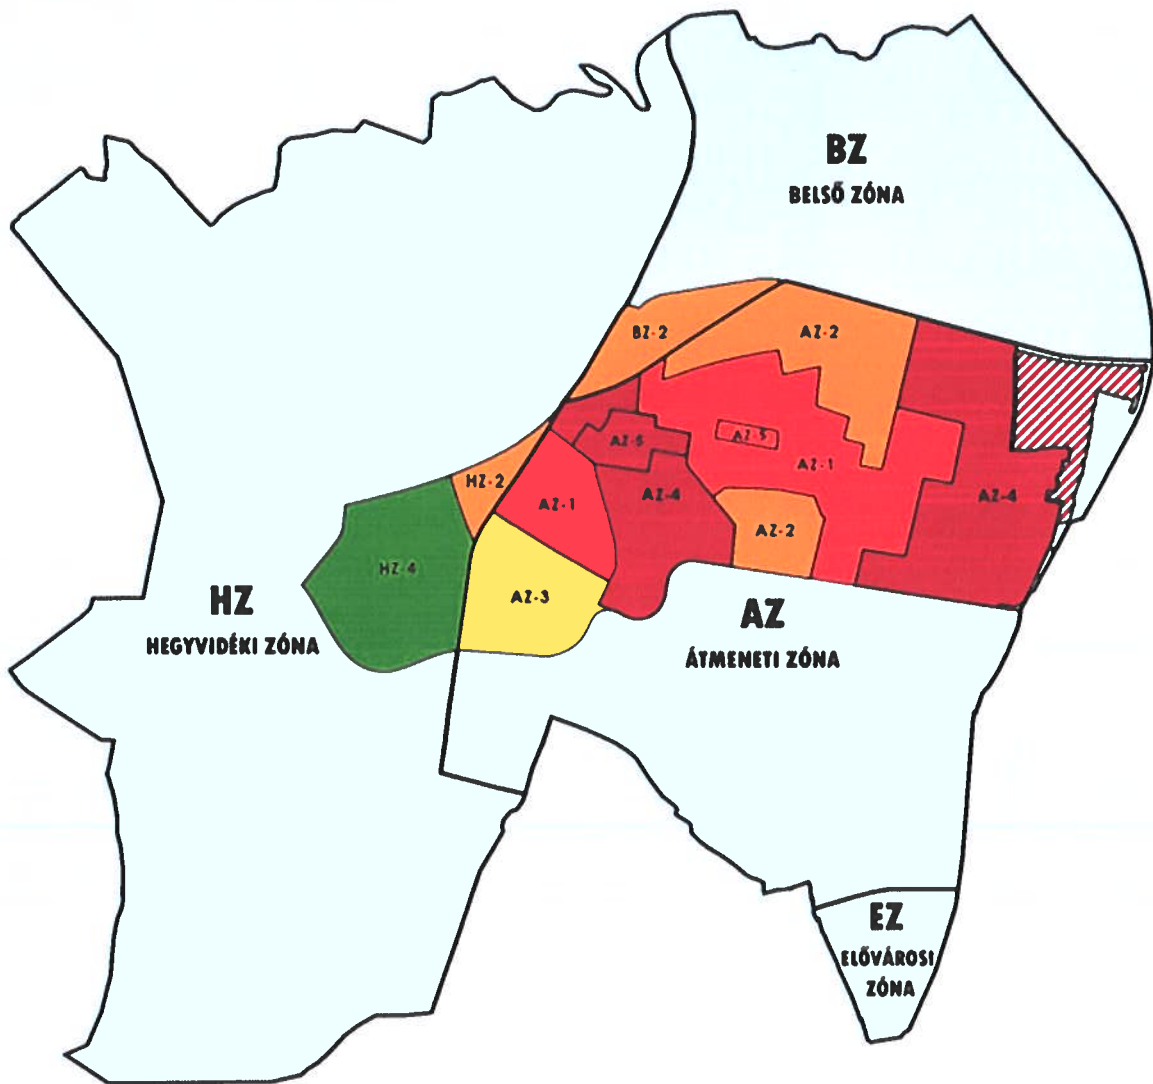 BZ
BELSŐ ZÓNA
BZ-2
AZ-2
AZ-5
AZ-5
AZ-1
HZ-2
AZ-1
AZ-4
AZ-4
AZ-2
HZ-4
AZ-3
HZ
HEGYVIDÉKI ZÓNA
AZ
ÁTMENETI ZÓNA
EZ
ELŐVÁROSI
ZÓNA